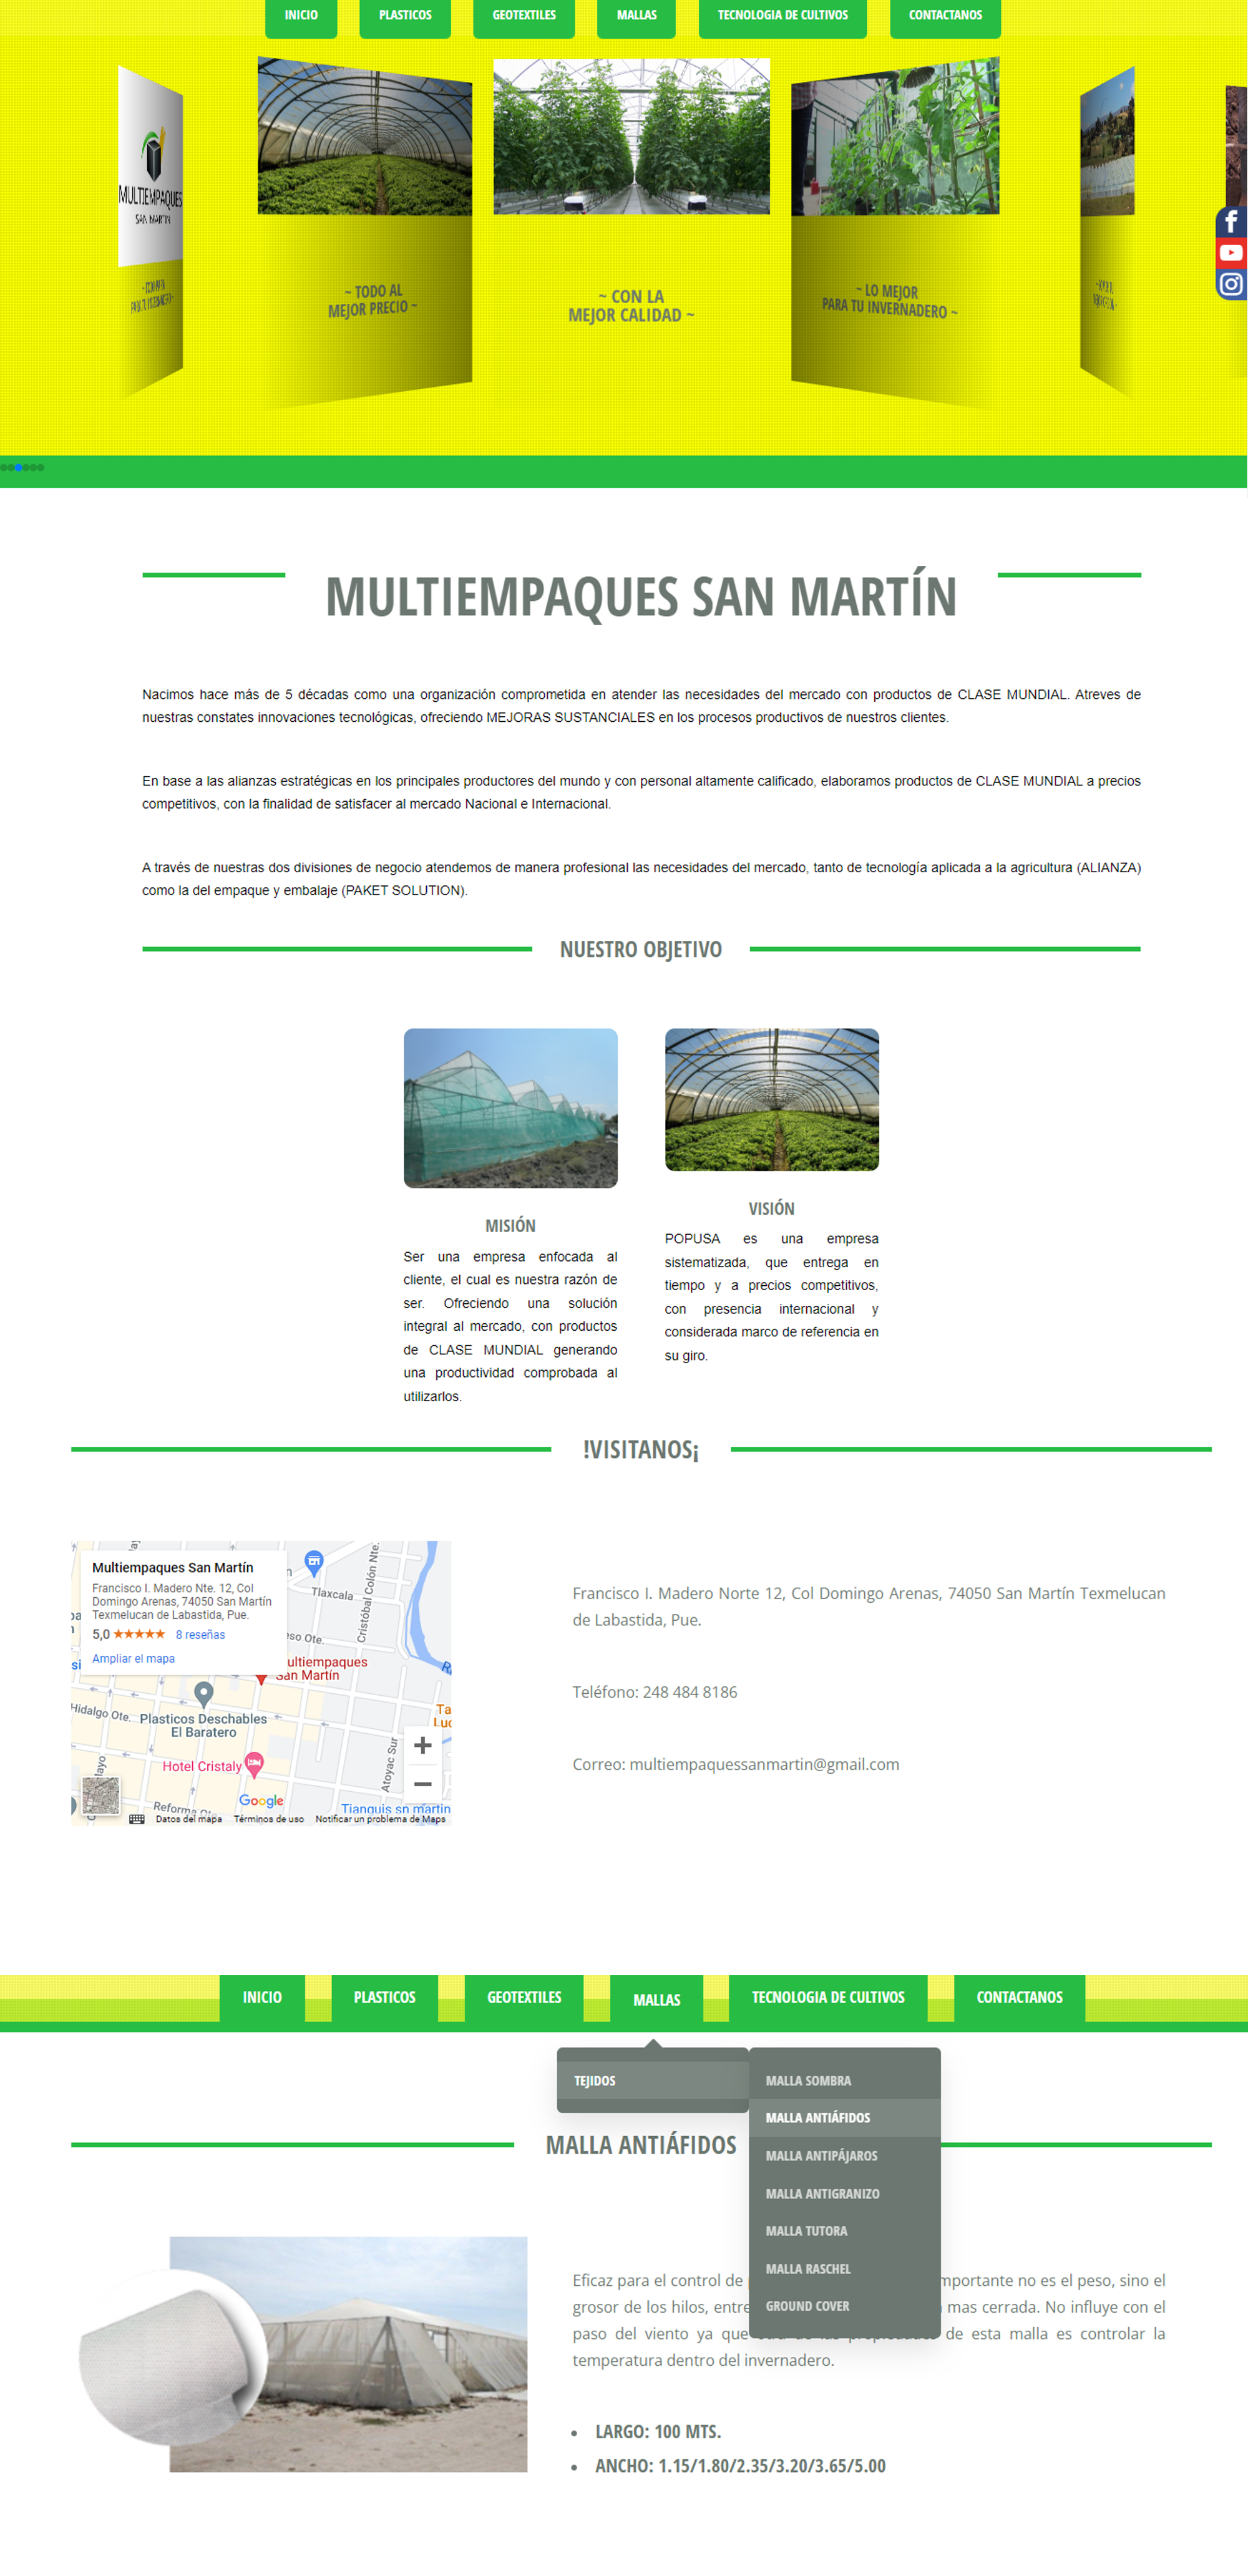 INICIO
PLASTICOS
GEOTEXTILES
MALLAS
TECNOLOGIA DE CULTIVOS
CONTACTANOS
MULTIEMPAQUES
SAN MARTIN
~ TODO AL
MEJOR PRECIO ~
~ CON LA
MEJOR CALIDAD ~
~ LO MEJOR
PARA TU INVERNADERO ~
MULTIEMPAQUES SAN MARTÍN
Nacimos hace más de 5 décadas como una organización comprometida en atender las necesidades del mercado con productos de CLASE MUNDIAL. Atreves de
nuestras constates innovaciones tecnológicas, ofreciendo MEJORAS SUSTANCIALES en los procesos productivos de nuestros clientes.
En base a las alianzas estratégicas en los principales productores del mundo y con personal altamente calificado, elaboramos productos de CLASE MUNDIAL a precios
competitivos, con la finalidad de satisfacer al mercado Nacional e Internacional.
A través de nuestras dos divisiones de negocio atendemos de manera profesional las necesidades del mercado, tanto de tecnología aplicada a la agricultura (ALIANZA)
como la del empaque y embalaje (PAKET SOLUTION).
NUESTRO OBJETIVO
MISIÓN
Ser una empresa enfocada al
cliente, el cual es nuestra razón de
ser. Ofreciendo una solución
integral al mercado, con productos
de CLASE MUNDIAL generando
una productividad comprobada al
utilizarlos.
VISIÓN
POPUSA es una empresa
sistematizada, que entrega en
tiempo y a precios competitivos,
con presencia internacional y
considerada marco de referencia en
su giro.
!VISITANOS¡
Multiempaques San Martín
Francisco I. Madero Nte. 12, Col
Domingo Arenas, 74050 San Martín
Texmelucan de Labastida, Pue.
5,0 ★★★★★ 8 reseñas
Ampliar el mapa
Tlaxcala
Cristóbal Colón Nte.
eso Ote.
ultiempaques
San Martín
Hidalgo Ote.
Plasticos Deschables
El Baratero
Ta
Luc
Hotel Cristaly
Atoyac Sur
Google
Reforma Ote.
Tianguis sn martin
Datos del mapa
Términos de uso
Notificar un problema de Maps
Francisco I. Madero Norte 12, Col Domingo Arenas, 74050 San Martín Texmelucan
de Labastida, Pue.
Teléfono: 248 484 8186
Correo: multiempaquessanmartin@gmail.com
INICIO
PLASTICOS
GEOTEXTILES
MALLAS
TECNOLOGIA DE CULTIVOS
CONTACTANOS
TEJIDOS
MALLA SOMBRA
MALLA ANTIÁFIDOS
MALLA ANTIPÁJAROS
MALLA ANTIGRANIZO
MALLA TUTORA
MALLA RASCHEL
GROUND COVER
MALLA ANTIÁFIDOS
Eficaz para el control de mportante no es el peso, sino el
grosor de los hilos, entre mas cerrada. No influye con el
paso del viento ya que de esta malla es controlar la
temperatura dentro del invernadero.
• LARGO: 100 MTS.
• ANCHO: 1.15/1.80/2.35/3.20/3.65/5.00